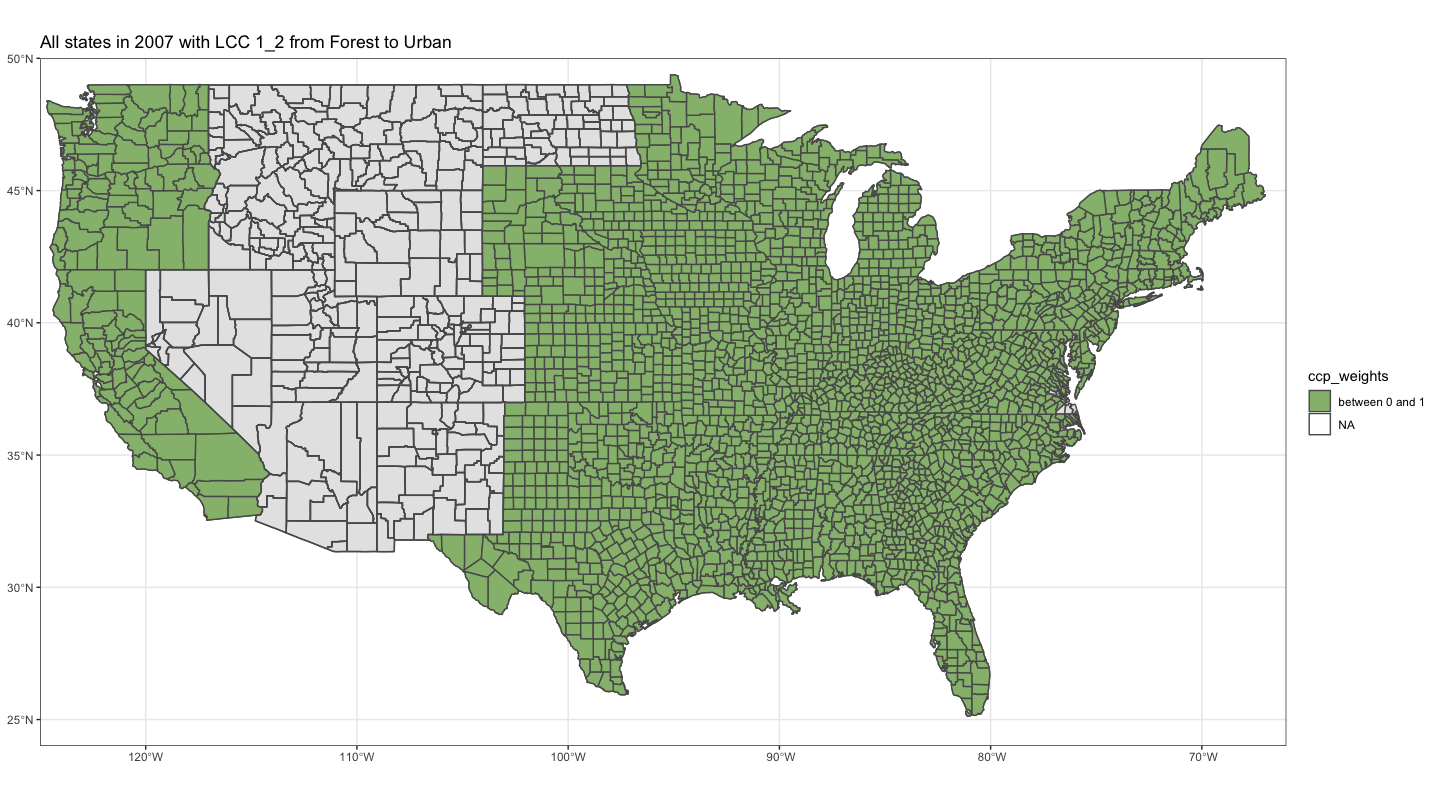 All states in 2007 with LCC 1_2 from Forest to Urban
50°N
45°N
40°N
35°N
30°N
25°N
120°W
110°W
100°W
90°W
80°W
70°W
ccp_weights
between 0 and 1
NA